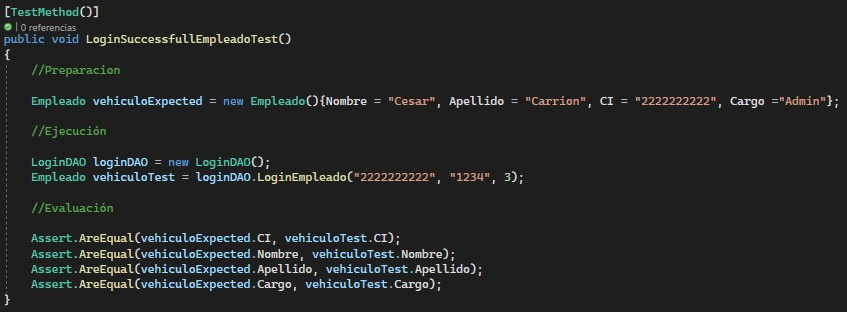 [TestMethod()]
| 0 referencias
public void LoginSuccessfullEmpleadoTest()
{
//Preparacion
Empleado vehiculoExpected = new Empleado(){Nombre = "Cesar", Apellido = "Carrion", CI = "2222222222", Cargo ="Admin"};
//Ejecución
LoginDAO loginDAO = new LoginDAO();
Empleado vehiculoTest = loginDAO.LoginEmpleado("2222222222", "1234", 3);
//Evaluación
Assert.AreEqual(vehiculoExpected.CI, vehiculoTest.CI);
Assert.AreEqual(vehiculoExpected.Nombre, vehiculoTest.Nombre);
Assert.AreEqual(vehiculoExpected.Apellido, vehiculoTest.Apellido);
Assert.AreEqual(vehiculoExpected.Cargo, vehiculoTest.Cargo);
}